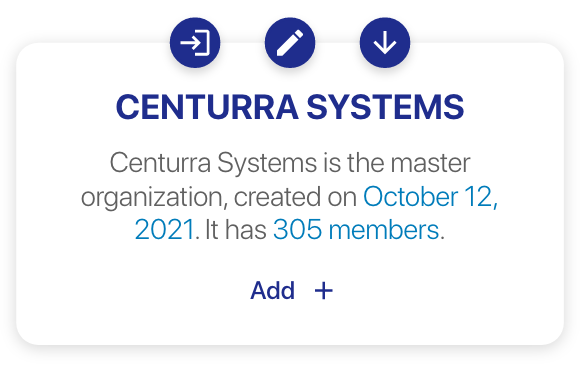 CENTURRA SYSTEMS
Centurra Systems is the master
organization, created on October 12,
2021. It has 305 members.
Add +